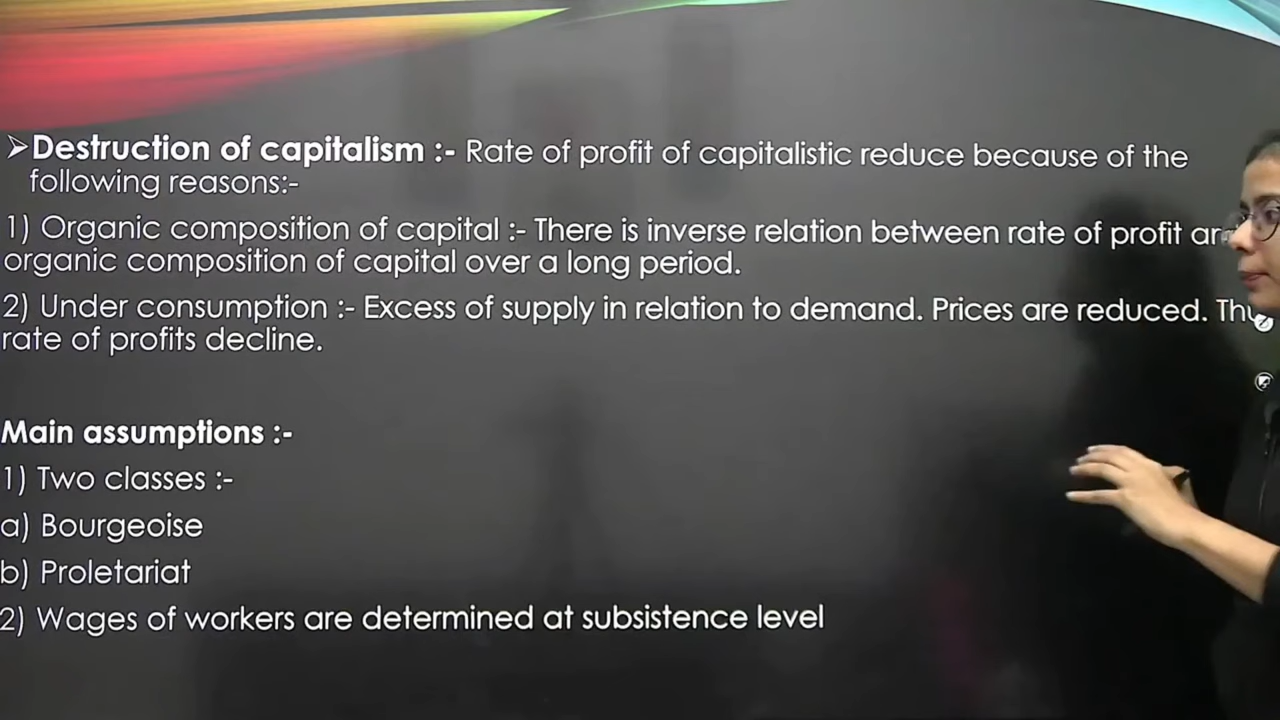 ➢Destruction of capitalism :- Rate of profit of capitalistic reduce because of the
following reasons:-
1) Organic composition of capital :- There is inverse relation between rate of profit
organic composition of capital over a long period.
2) Under consumption :- Excess of supply in relation to demand. Prices are reduced.
rate of profits decline.
Main assumptions :-
1) Two classes :-
a) Bourgeoise
b) Proletariat
2) Wages of workers are determined at subsistence level